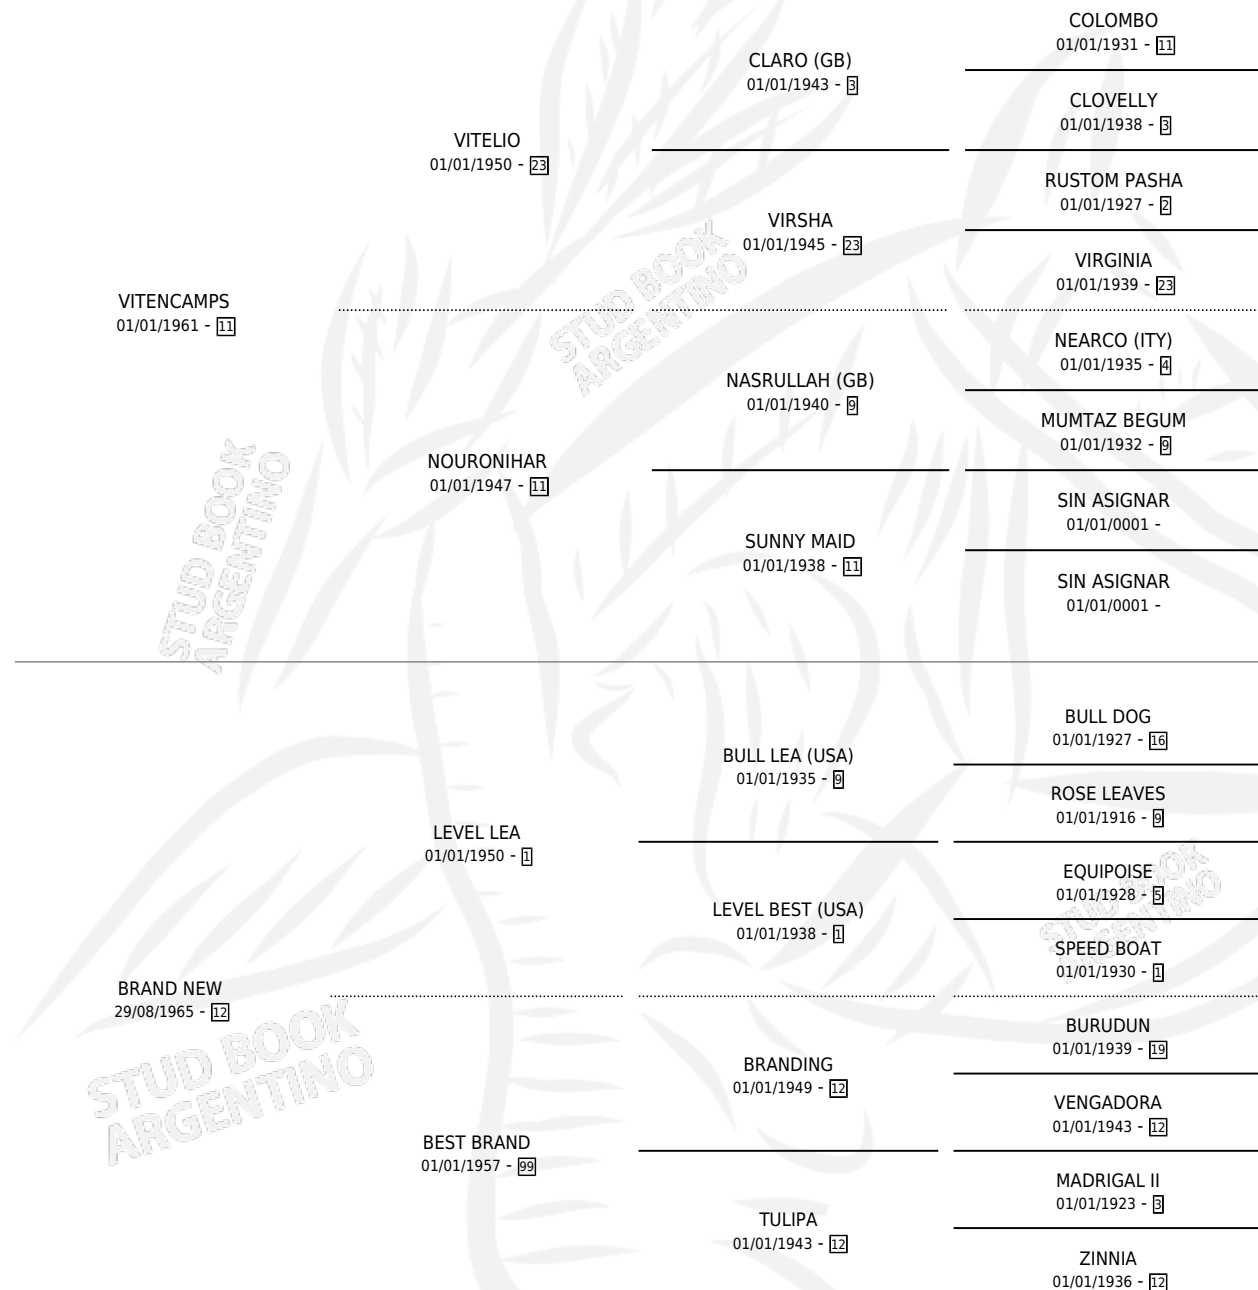 COLOMBO
01/01/1931 - 11
CLARO (GB)
01/01/1943 - 3
CLOVELLY
01/01/1938 - 3
VITELIO
01/01/1950 - 23
RUSTOM PASHA
01/01/1927 - 2
VIRSHA
01/01/1945 - 23
VIRGINIA
01/01/1939 - 23
VITENCAMPS
01/01/1961 - 11
NEARCO (ITY)
01/01/1935 - 4
NASRULLAH (GB)
01/01/1940 - 9
MUMTAZ BEGUM
01/01/1932 - 9
NOURONIHAR
01/01/1947 - 11
SIN ASIGNAR
01/01/0001 -
SUNNY MAID
01/01/1938 - 11
SIN ASIGNAR
01/01/0001 -
STUD BOOK
ARGENTINO
STUD BOOK
ARGENTINO
BULL DOG
01/01/1927 - 16
BULL LEA (USA)
01/01/1935 - 9
ROSE LEAVES
01/01/1916 - 9
LEVEL LEA
01/01/1950 - 1
EQUIPOISE
01/01/1928 - 5
LEVEL BEST (USA)
01/01/1938 - 1
SPEED BOAT
01/01/1930 - 1
STUD BOOK
ARGENTINO
BRAND NEW
29/08/1965 - 12
BURUDUN
01/01/1939 - 19
BRANDING
01/01/1949 - 12
VENGADORA
01/01/1943 - 12
BEST BRAND
01/01/1957 - 99
MADRIGAL II
01/01/1923 - 3
TULIPA
01/01/1943 - 12
ZINNIA
01/01/1936 - 12
STUD BOOK
ARGENTINO